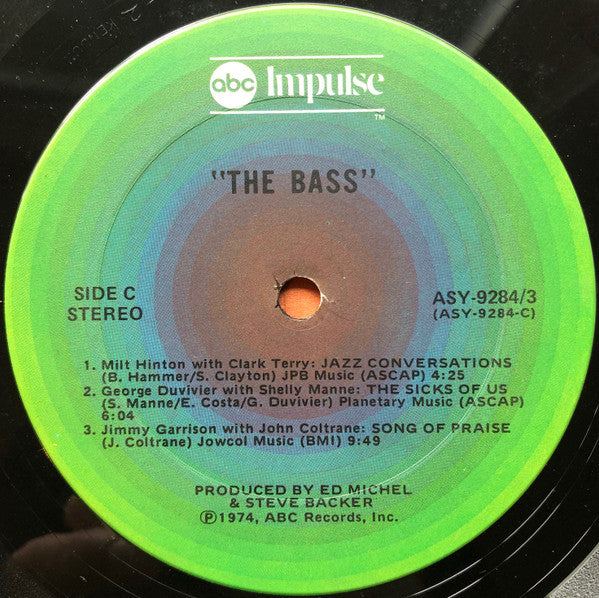 abc Impulse
TM
"THE BASS"
SIDE C
STEREO
ASY-9284/3
(ASY-9284-C)
1. Milt Hinton with Clark Terry: JAZZ CONVERSATIONS
(B. Hammer/S. Clayton) JPB Music (ASCAP) 4:25
2. George Duvivier with Shelly Manne: THE SICKS OF US
(S. Manne/E. Costa/G. Duvivier) Planetary Music (ASCAP)
6:04
3. Jimmy Garrison with John Coltrane: SONG OF PRAISE
(J. Coltrane) Jowcol Music (BMI) 9:49
PRODUCED BY ED MICHEL
& STEVE BACKER
Ⓟ1974, ABC Records, Inc.